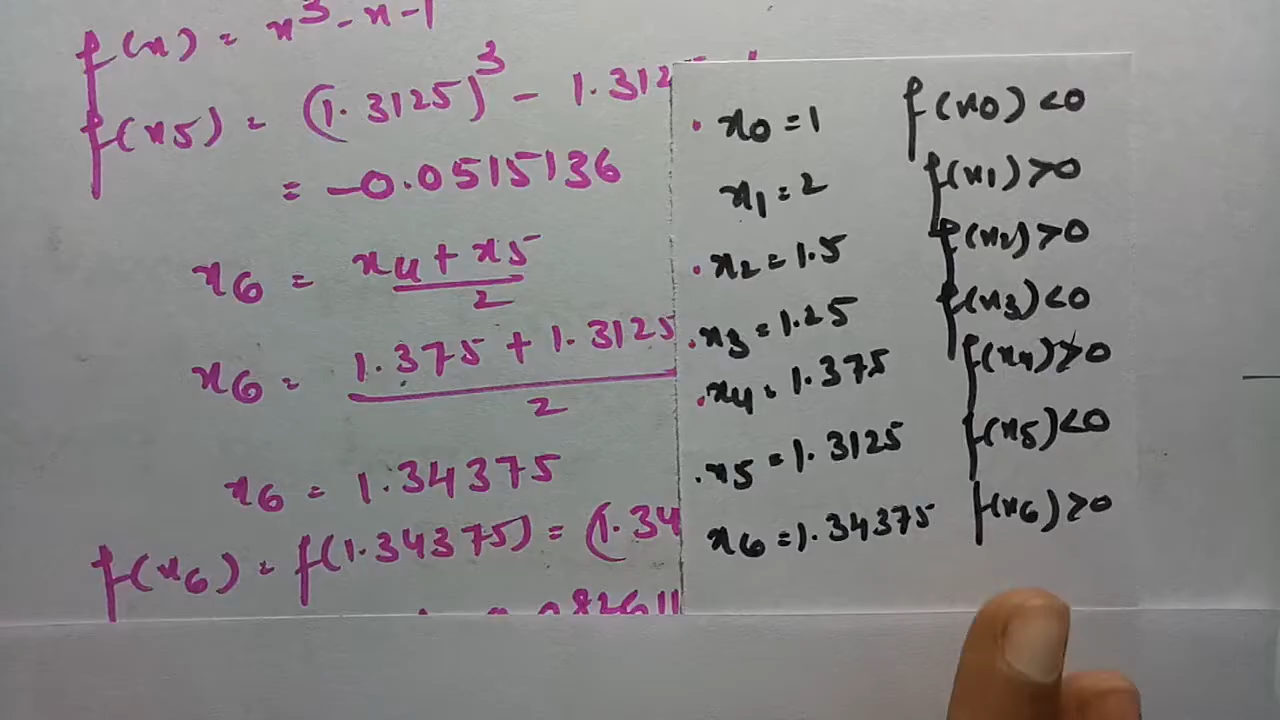 f(x) = x³ - x - 1
f(x5) = (1.3125)³ - 1.312
= -0.0515136
x6 = x4 + x5 / 2
x6 = 1.375 + 1.3125 / 2
x6 = 1.34375
f(x6) = f(1.34375) = (1.34
x0 = 1 f(x0) < 0
x1 = 2 f(x1) > 0
x2 = 1.5 f(x2) > 0
x3 = 1.25 f(x3) < 0
x4 = 1.375 f(x4) > 0
x5 = 1.3125 f(x5) < 0
x6 = 1.34375 f(x6) > 0